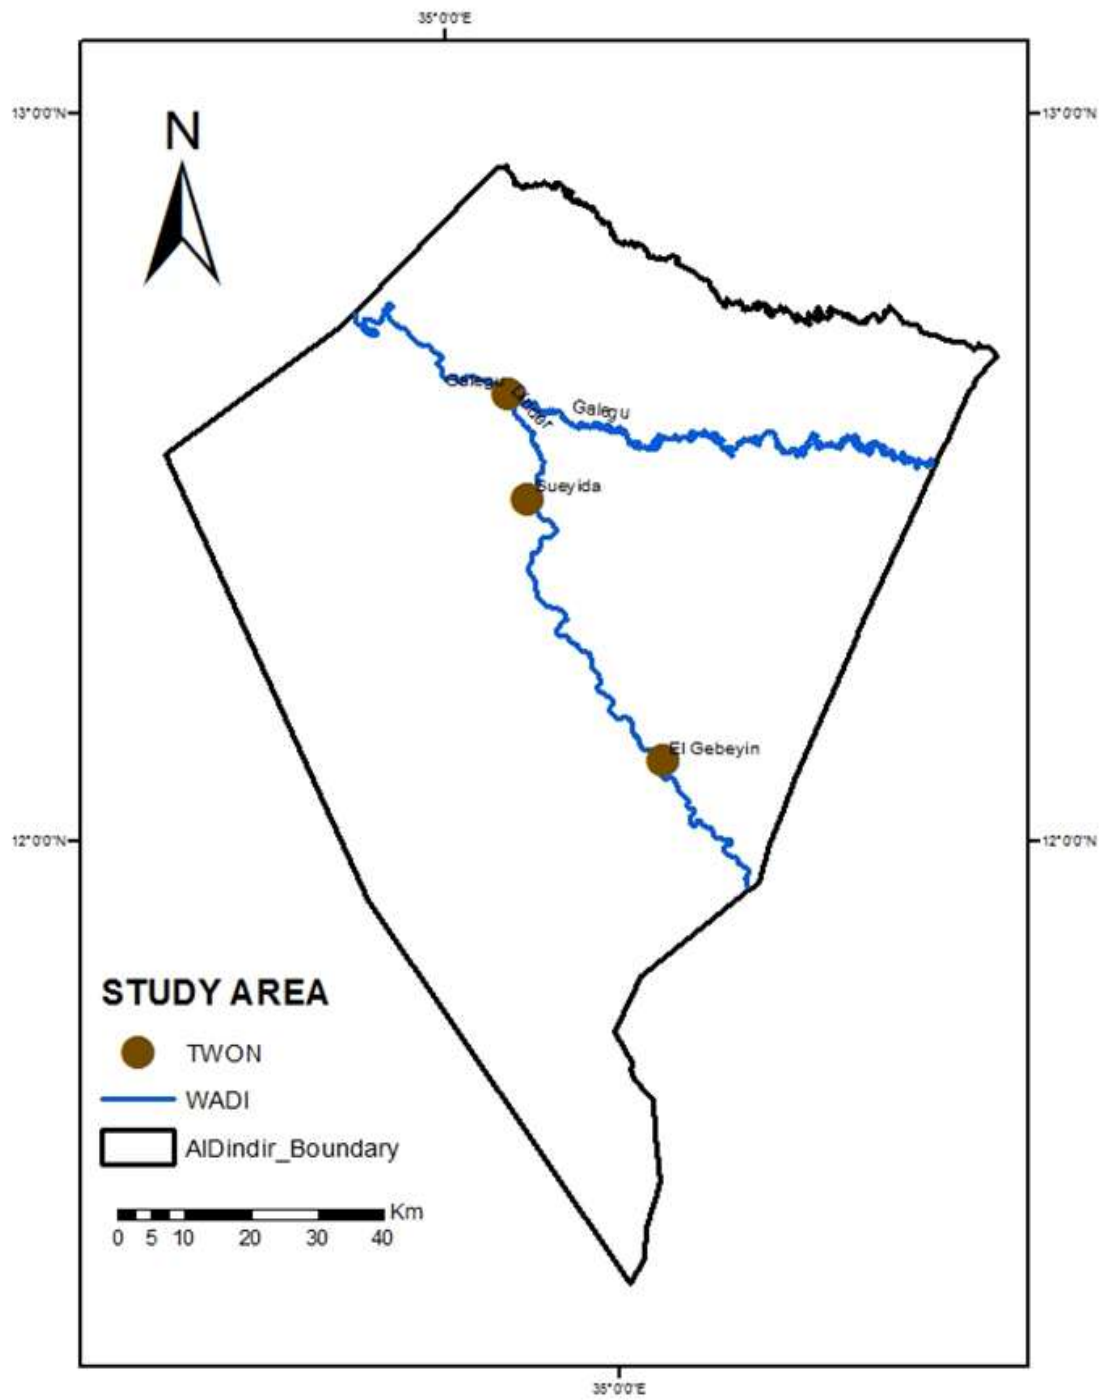 35°0'0"E
13°0'0"N
13°0'0"N
N
Galegu
Dinder
Galegu
Sueyida
El Gebeyin
12°0'0"N
12°0'0"N
STUDY AREA
TWON
WADI
AlDindir_Boundary
Km
0 5 10 20 30 40
35°0'0"E